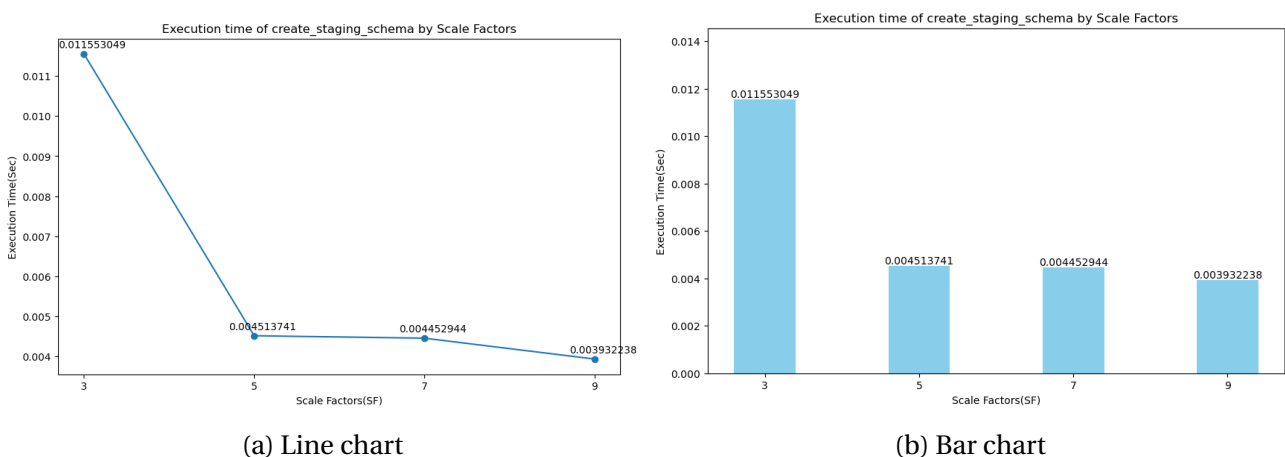 Execution time of create_staging_schema by Scale Factors
0.011553049
0.011
0.010
0.009
0.008
0.007
0.006
0.005
0.004
Execution Time(Sec)
0.004513741
0.004452944
0.003932238
3 5 7 9
Scale Factors(SF)
(a) Line chart
Execution time of create_staging_schema by Scale Factors
0.014
0.012
0.010
0.008
0.006
0.004
0.002
0.000
Execution Time(Sec)
0.011553049
0.004513741
0.004452944
0.003932238
3 5 7 9
Scale Factors(SF)
(b) Bar chart